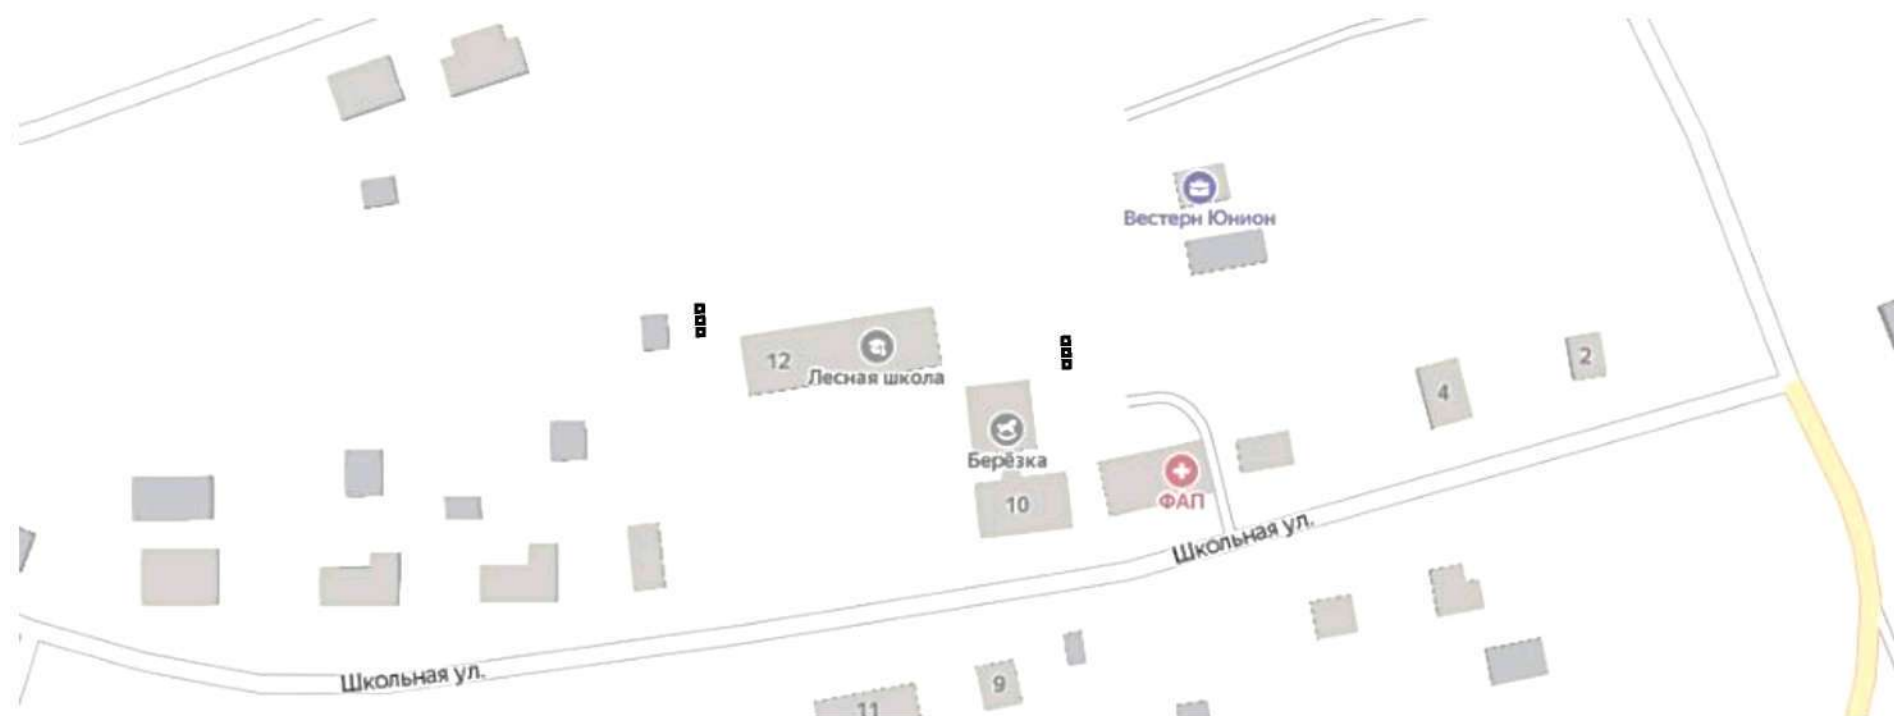 Вестерн Юнион
12
Лесная школа
2
4
Берёзка
10
ФАП
Школьная ул.
Школьная ул.
9
11